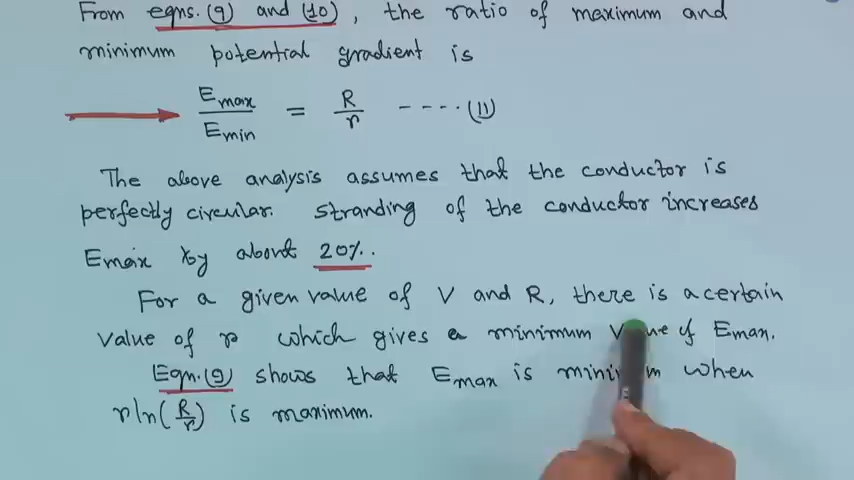 From eqns. (9) and (10), the ratio of maximum and
minimum potential gradient is
Emax / Emin = R / r ----- (11)
The above analysis assumes that the conductor is
perfectly circular. Stranding of the conductor increases
Emax by about 20%.
For a given value of V and R, there is a certain
value of r which gives a minimum of Emax.
Eqn. (9) shows that Emax is when
r ln(R/r) is maximum.